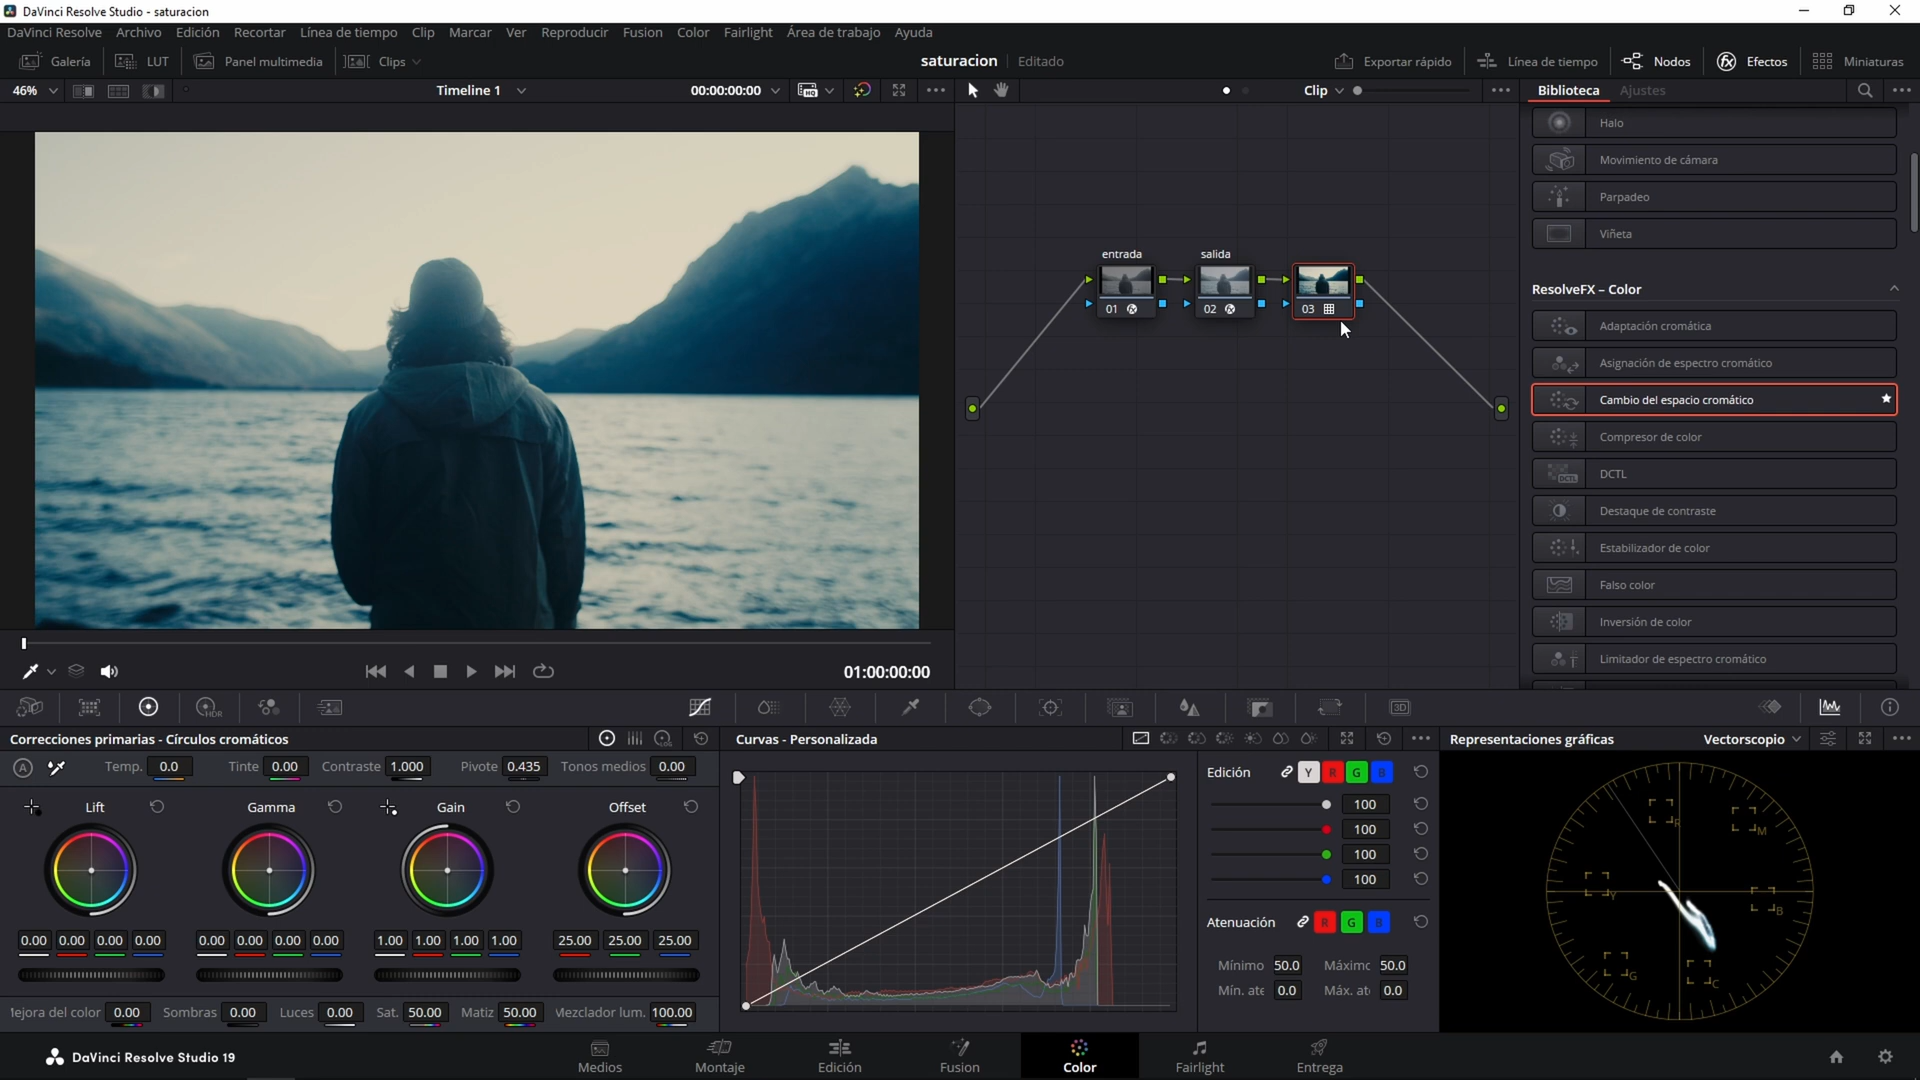 DaVinci Resolve Studio - saturacion
DaVinci Resolve Archivo Edición Recortar Línea de tiempo Clip Marcar Ver Reproducir Fusion Color Fairlight Área de trabajo Ayuda
Galería LUT Panel multimedia Clips saturacion Editado Exportar rápido Línea de tiempo Nodos Efectos Miniaturas
46% Timeline 1 00:00:00:00 Clip Biblioteca Ajustes
Halo
Movimiento de cámara
Parpadeo
Viñeta
entrada salida
01 02 03
ResolveFX – Color
Adaptación cromática
Asignación de espectro cromático
Cambio del espacio cromático
Compresor de color
DCTL
Destaque de contraste
Estabilizador de color
Falso color
Inversión de color
Limitador de espectro cromático
01:00:00:00
HDR 3D
Correcciones primarias - Círculos cromáticos Curvas - Personalizada Representaciones gráficas Vectorscopio
Temp. 0.0 Tinte 0.00 Contraste 1.000 Pivote 0.435 Tonos medios 0.00 Edición Y R G B
Lift Gamma Gain Offset
100
100
100
100
Atenuación R G B
0.00 0.00 0.00 0.00 0.00 0.00 0.00 0.00 1.00 1.00 1.00 1.00 25.00 25.00 25.00
Mínimo 50.0 Máximc 50.0
Mín. ate 0.0 Máx. at 0.0
R M
Y B
G C
lejora del color 0.00 Sombras 0.00 Luces 0.00 Sat. 50.00 Matiz 50.00 Mezclador lum. 100.00
DaVinci Resolve Studio 19 Medios Montaje Edición Fusion Color Fairlight Entrega